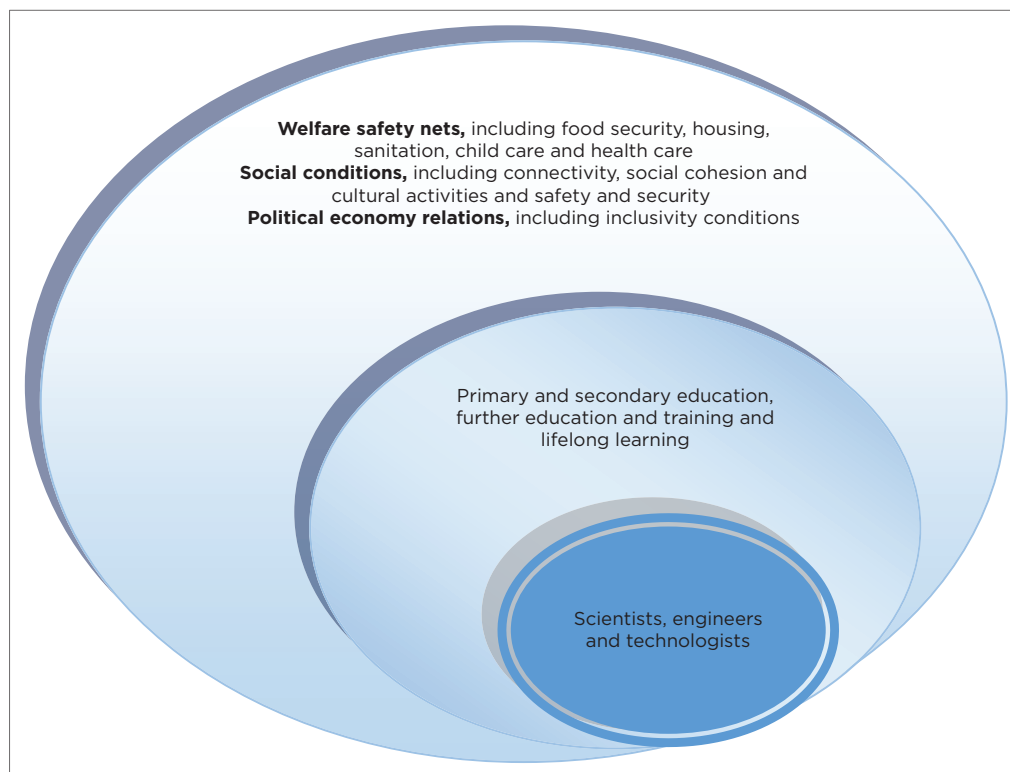 Welfare safety nets, including food security, housing,
sanitation, child care and health care
Social conditions, including connectivity, social cohesion and
cultural activities and safety and security
Political economy relations, including inclusivity conditions
Primary and secondary education,
further education and training and
lifelong learning
Scientists, engineers
and technologists